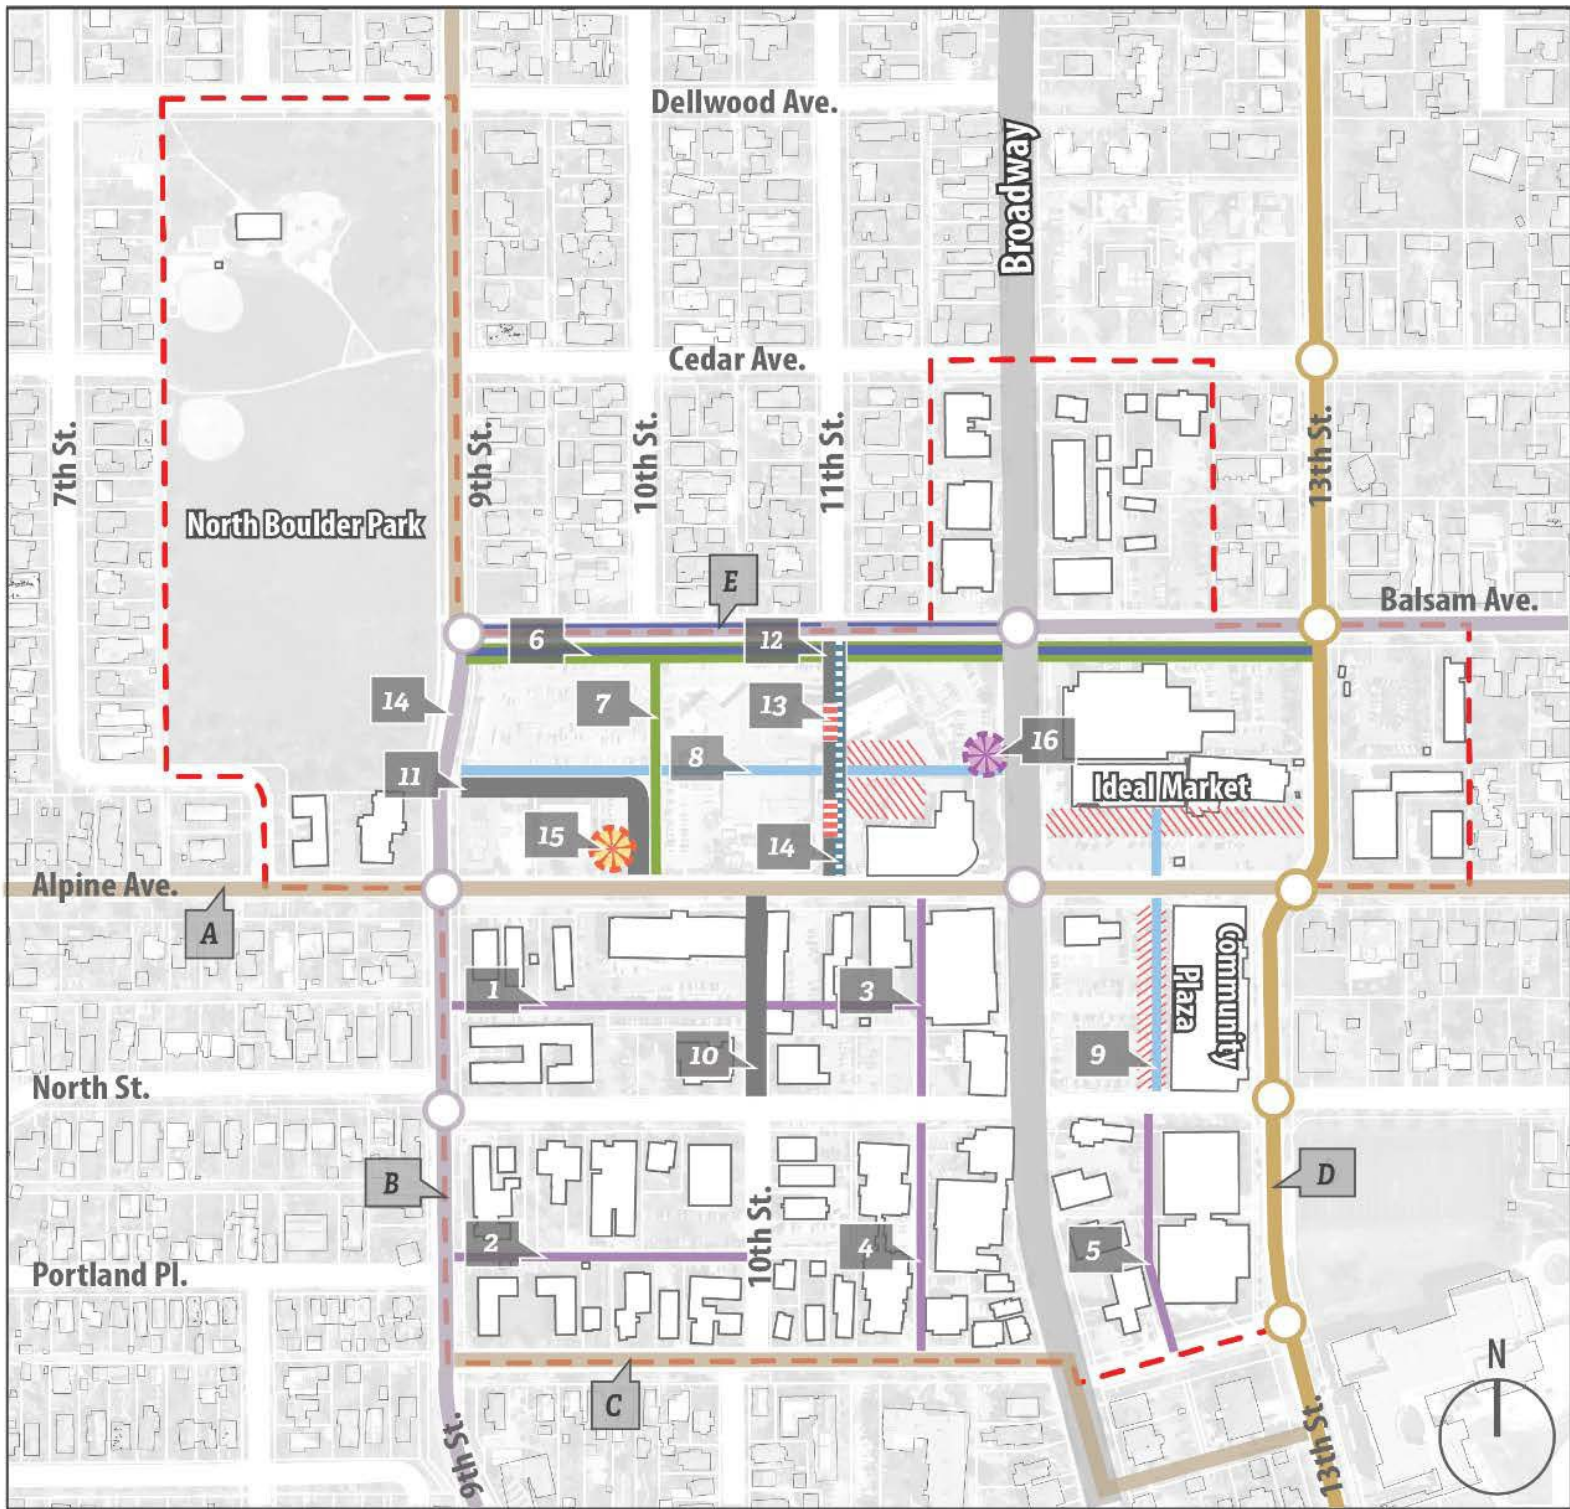 Dellwood Ave.
Broadway
Cedar Ave.
7th St.
9th St.
10th St.
11th St.
13th St.
North Boulder Park
E
Balsam Ave.
6
12
14
7
13
8
16
11
Ideal Market
15
14
Alpine Ave.
A
1
3
Community
Plaza
10
9
North St.
B
D
10th St.
2
4
5
Portland Pl.
N
C
9th St.
13th St.